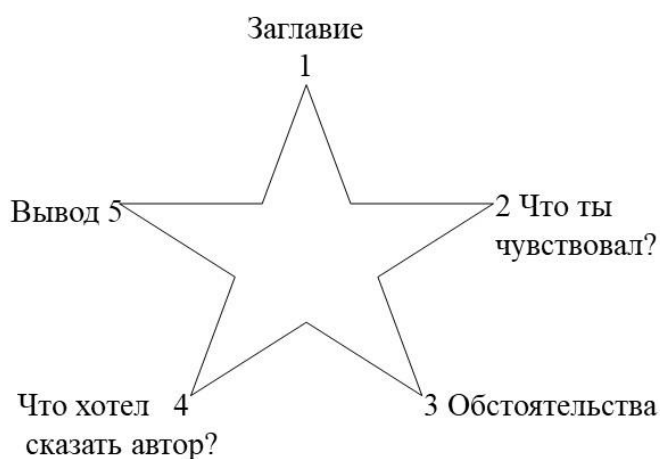 Заглавие
1
Вывод 5
2 Что ты
чувствовал?
Что хотел 4
сказать автор?
3 Обстоятельства